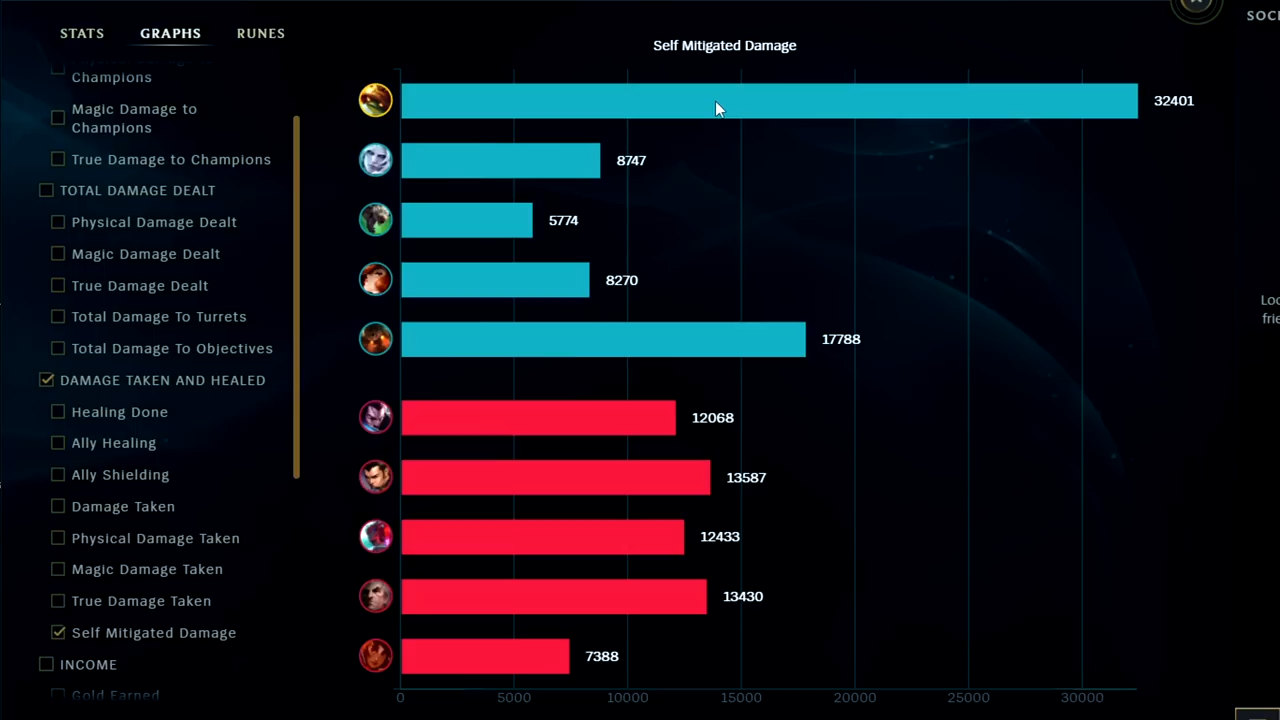 STATS GRAPHS RUNES
SOCI
Self Mitigated Damage
Champions
Magic Damage to
Champions
True Damage to Champions
TOTAL DAMAGE DEALT
Physical Damage Dealt
Magic Damage Dealt
True Damage Dealt
Total Damage To Turrets
Total Damage To Objectives
DAMAGE TAKEN AND HEALED
Healing Done
Ally Healing
Ally Shielding
Damage Taken
Physical Damage Taken
Magic Damage Taken
True Damage Taken
Self Mitigated Damage
INCOME
Gold Earned
32401
8747
5774
8270
17788
12068
13587
12433
13430
7388
0 5000 10000 15000 20000 25000 30000
Loo
frie